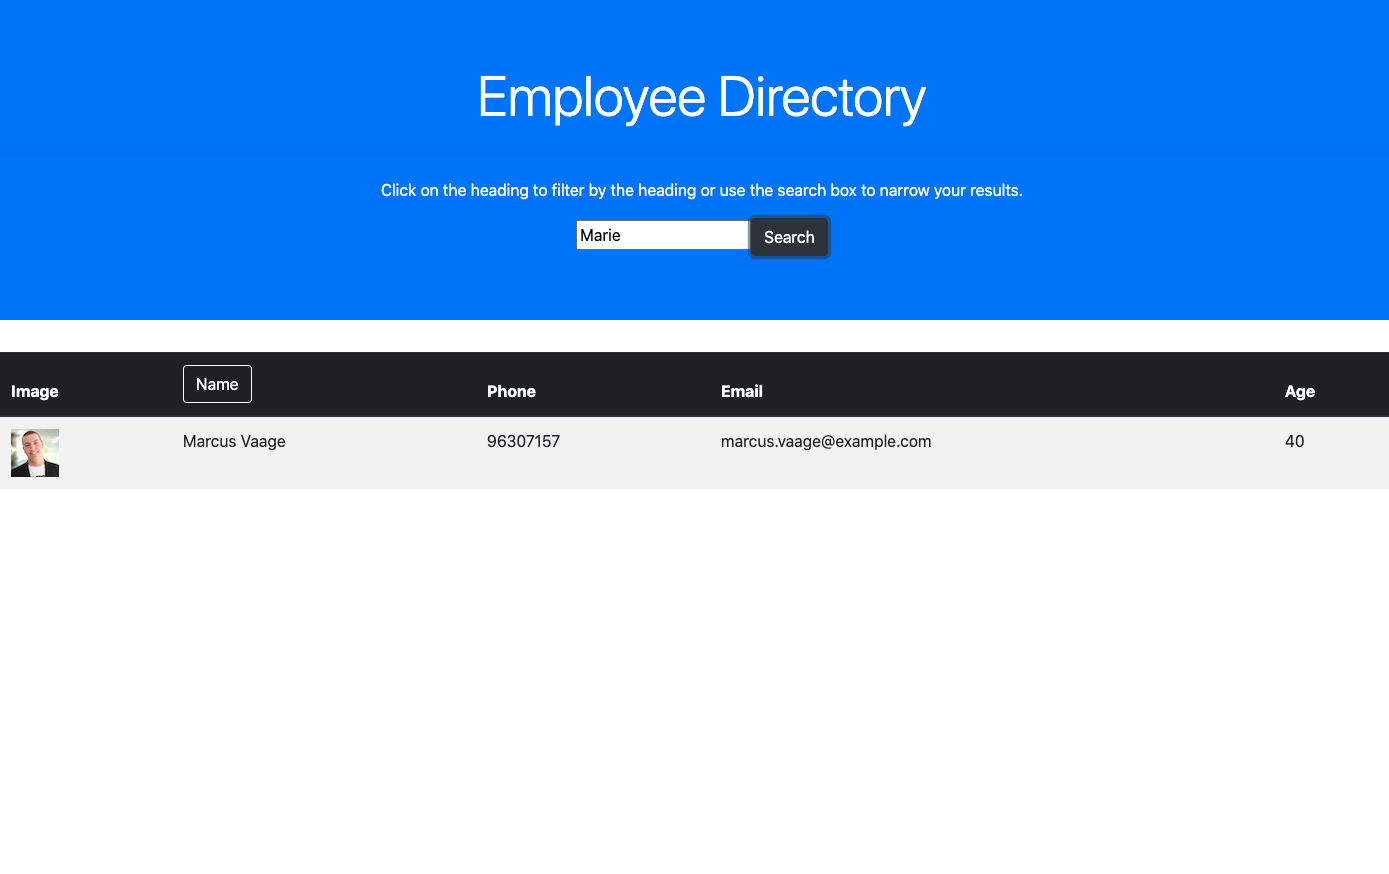 Employee Directory
Click on the heading to filter by the heading or use the search box to narrow your results.
Marie Search
Image Name Phone Email Age
Marcus Vaage 96307157 marcus.vaage@example.com 40